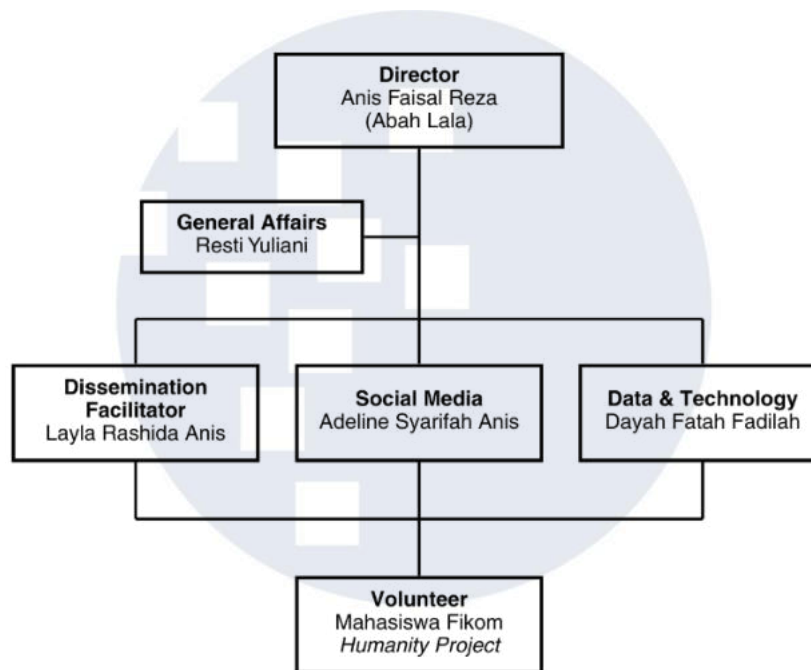 Director
Anis Faisal Reza
(Abah Lala)
General Affairs
Resti Yuliani
Dissemination
Facilitator
Layla Rashida Anis
Social Media
Adeline Syarifah Anis
Data & Technology
Dayah Fatah Fadilah
Volunteer
Mahasiswa Fikom
Humanity Project